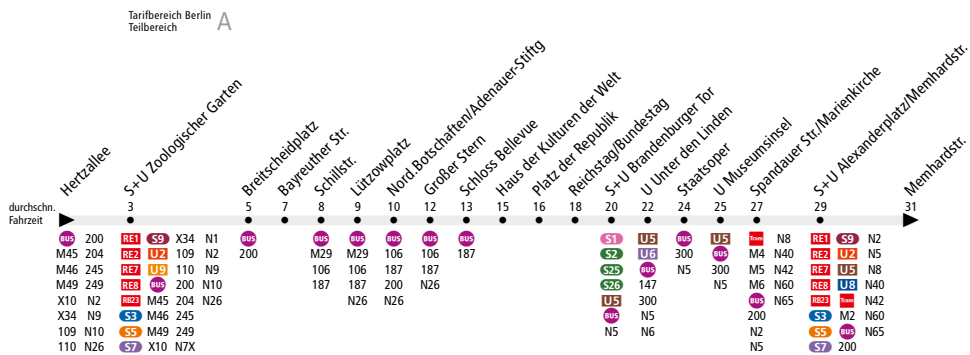 Tarifbereich Berlin
Teilbereich A
Hertzallee
S+U Zoologischer Garten
Breitscheidplatz
Bayreuther Str.
Schillstr.
Lützowplatz
Nord.Botschaften/Adenauer-Stiftg
Großer Stern
Schloss Bellevue
Haus der Kulturen der Welt
Platz der Republik
Reichstag/Bundestag
S+U Brandenburger Tor
U Unter den Linden
Staatsoper
U Museumsinsel
Spandauer Str./Marienkirche
S+U Alexanderplatz/Memhardstr.
Memhardstr.
durchschn. 3 5 7 8 9 10 12 13 15 16 18 20 22 24 25 27 29 31
Fahrzeit
BUS 200 RE1 S9 X34 N1 BUS BUS BUS BUS BUS BUS S1 U5 BUS U5 Tram N8 RE1 S9 N2
M45 204 RE2 U2 109 N2 200 M29 M29 106 106 187 S2 U6 300 BUS M4 N40 RE2 U2 N5
M46 245 RE7 U9 110 N9 106 106 187 187 S25 BUS N5 300 M5 N42 RE7 U5 N8
M49 249 RE8 BUS 200 N10 187 187 200 N26 S26 147 N5 M6 N60 RE8 U8 N40
X10 N2 RB23 M45 204 N26 N26 N26 U5 300 BUS N65 RB23 Tram N42
X34 N9 S3 M46 245 BUS N5 200 S3 M2 N60
109 N10 S5 M49 249 N5 N6 N2 S5 BUS N65
110 N26 S7 X10 N7X N5 S7 200